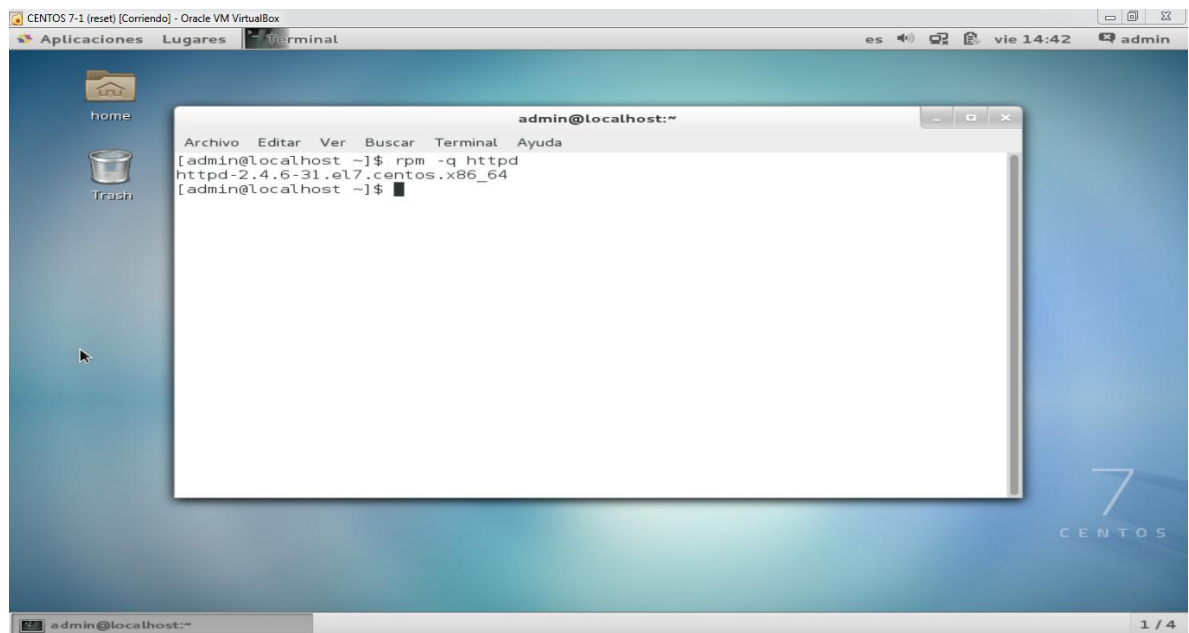 CENTOS 7-1 (reset) [Corriendo] - Oracle VM VirtualBox
Aplicaciones Lugares Terminal es vie 14:42 admin
home
admin@localhost:~
Archivo Editar Ver Buscar Terminal Ayuda
[admin@localhost ~]$ rpm -q httpd
httpd-2.4.6-31.el7.centos.x86_64
[admin@localhost ~]$
Trash
7
CENTOS
admin@localhost:~ 1 / 4